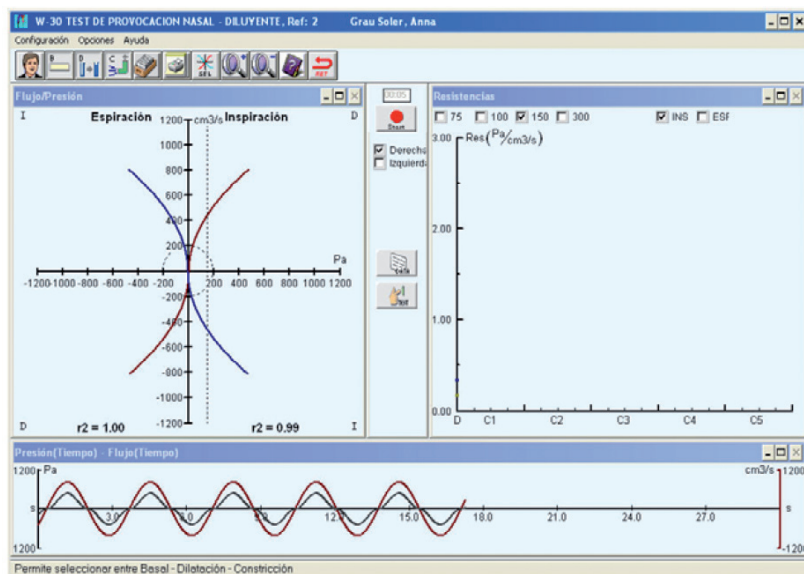 W-30 TEST DE PROVOCACION NASAL - DILUYENTE, Ref: 2 Grau Soler, Anna
Configuración Opciones Ayuda
SEL
RET
Flujo/Presión
I Espiración cm3/s Inspiración D
1200
1000
800
600
400
200
Pa
-1200 -1000 -800 -600 -400 -200 200 400 600 800 1000 1200
-200
-400
-600
-800
-1000
-1200
D r2 = 1.00 r2 = 0.99 I
00:05
Start
Derecha
Izquierda
Resistencias
75 100 150 300 INS ESF
3.00 Res(Pa/cm3/s)
2.00
1.00
0.00
D C1 C2 C3 C4 C5
Presión(Tiempo) - Flujo(Tiempo)
1200 Pa cm3/s 1200
s 3.0 6.0 9.0 12.0 15.0 18.0 21.0 24.0 27.0 s
1200 -1200
Permite seleccionar entre Basal - Dilatación - Constricción